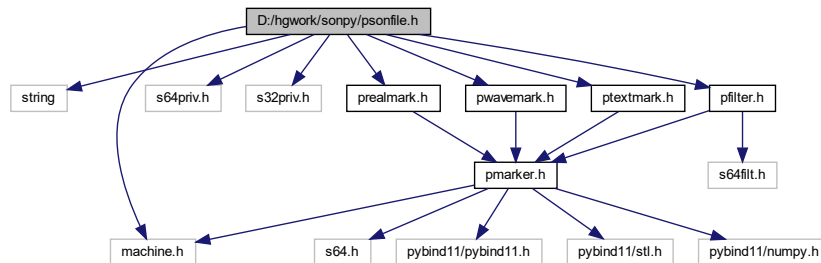 D:/hgwork/sonpy/psonfile.h
string
s64priv.h
s32priv.h
prealmark.h
pwavemark.h
ptextmark.h
pfilter.h
pmarker.h
s64filt.h
machine.h
s64.h
pybind11/pybind11.h
pybind11/stl.h
pybind11/numpy.h